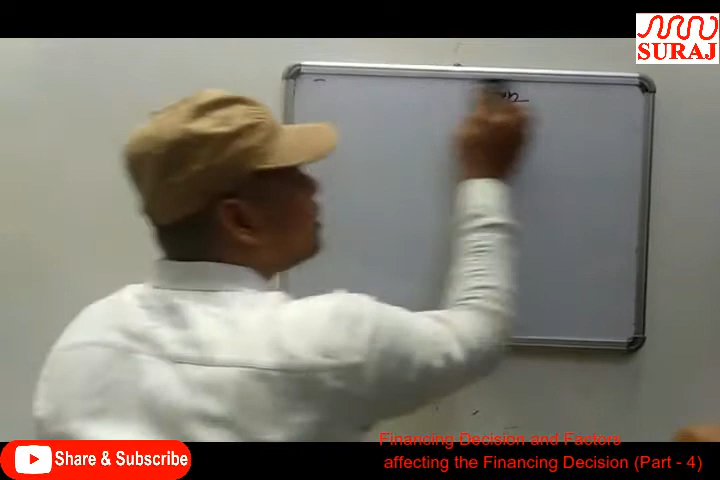 SURAJ
Share & Subscribe
Financing Decision and Factors
affecting the Financing Decision (Part - 4)